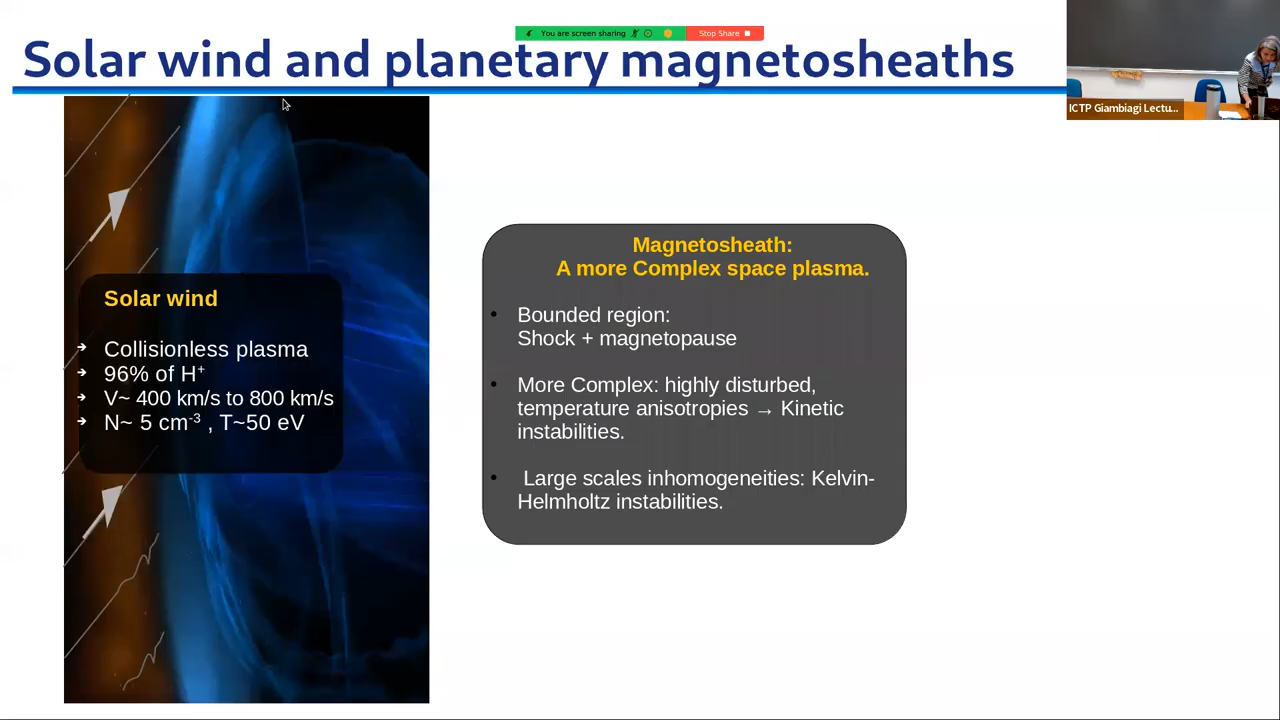 You are screen sharing
Stop Share
Solar wind and planetary magnetosheaths
ICTP Giambiagi Lectu...
Solar wind
Collisionless plasma
96% of H⁺
V~ 400 km/s to 800 km/s
N~ 5 cm⁻³ , T~50 eV
Magnetosheath:
A more Complex space plasma.
Bounded region:
Shock + magnetopause
More Complex: highly disturbed,
temperature anisotropies → Kinetic
instabilities.
Large scales inhomogeneities: Kelvin-
Helmholtz instabilities.